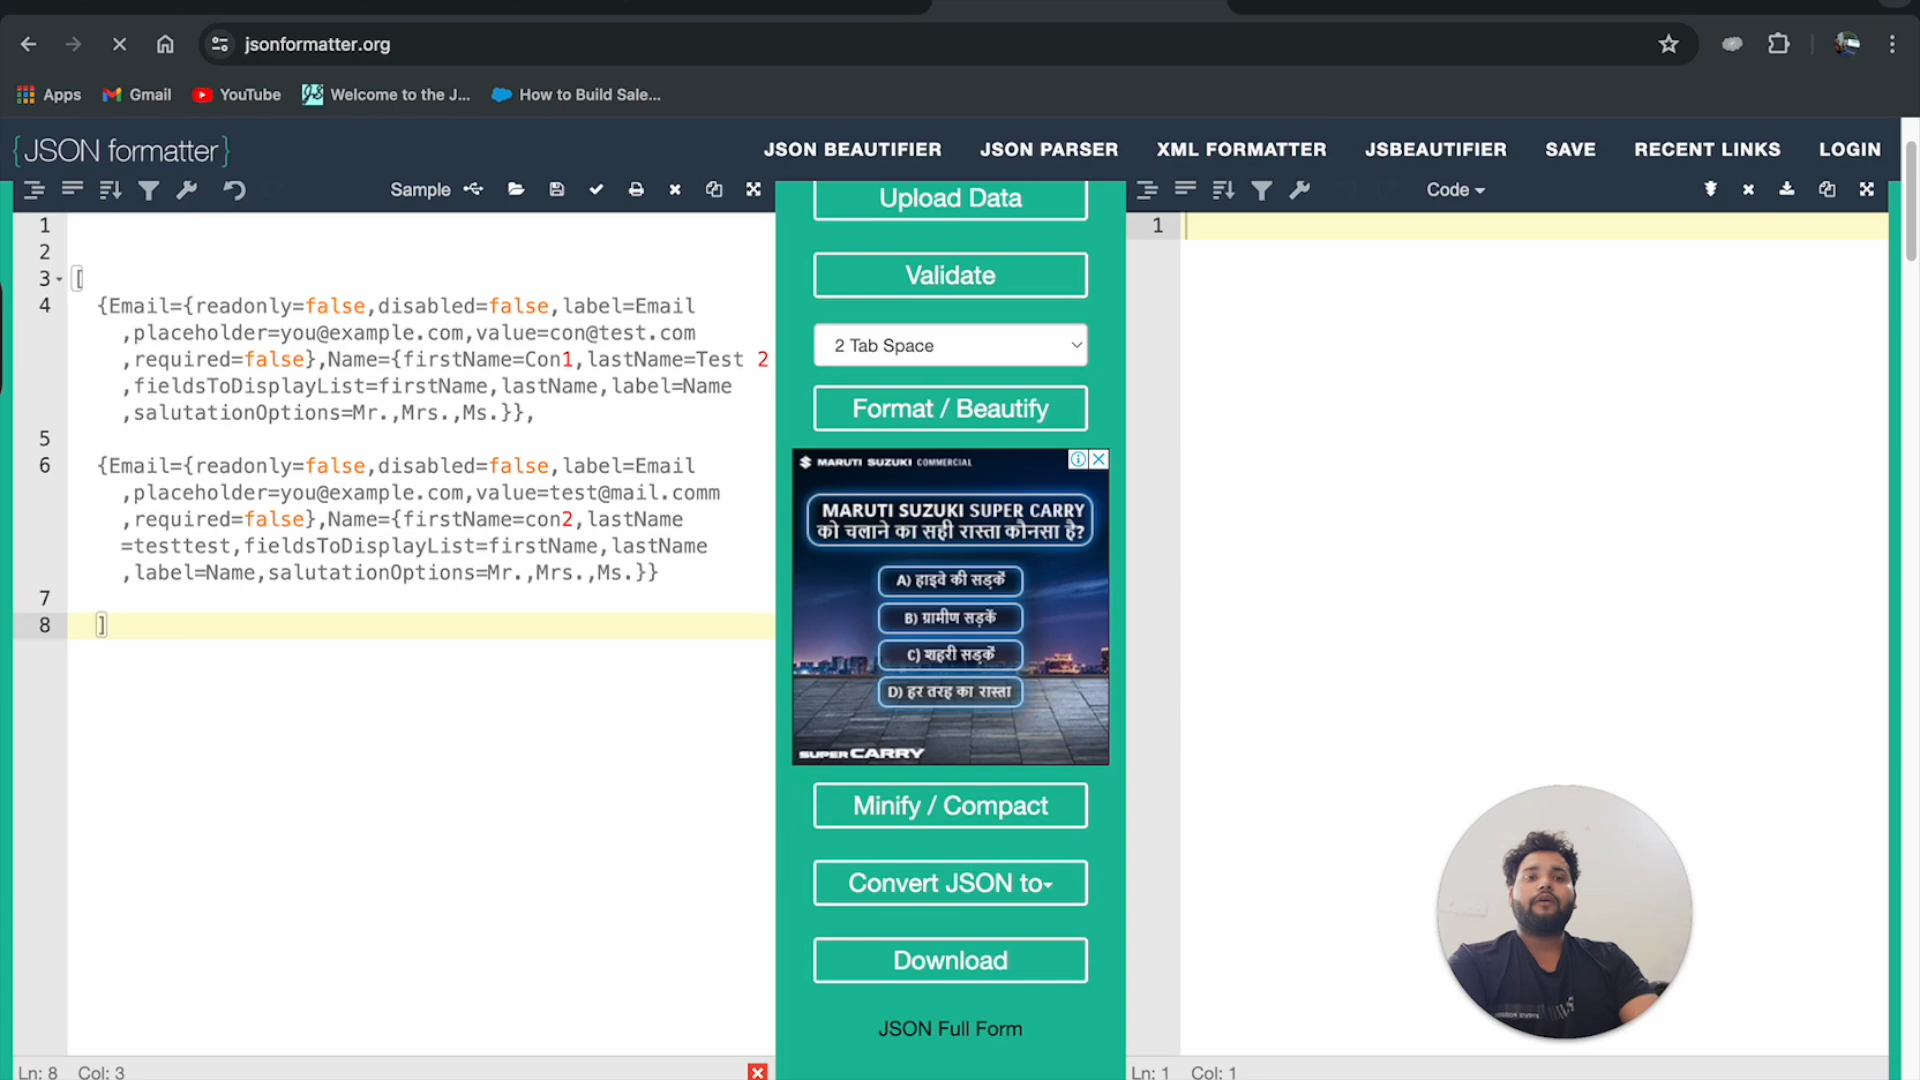 jsonformatter.org
Apps Gmail YouTube Welcome to the J... How to Build Sale...
{JSON formatter} JSON BEAUTIFIER JSON PARSER XML FORMATTER JSBEAUTIFIER SAVE RECENT LINKS LOGIN
Sample Code
1
2
3 [
4 {Email={readonly=false,disabled=false,label=Email
,placeholder=you@example.com,value=con@test.com
,required=false},Name={firstName=Con1,lastName=Test 2
,fieldsToDisplayList=firstName,lastName,label=Name
,salutationOptions=Mr.,Mrs.,Ms.}},
5
6 {Email={readonly=false,disabled=false,label=Email
,placeholder=you@example.com,value=test@mail.comm
,required=false},Name={firstName=con2,lastName
=testtest,fieldsToDisplayList=firstName,lastName
,label=Name,salutationOptions=Mr.,Mrs.,Ms.}}
7
8 ]
Ln: 8 Col: 3
Upload Data
Validate
2 Tab Space
Format / Beautify
MARUTI SUZUKI COMMERCIAL
MARUTI SUZUKI SUPER CARRY
को चलाने का सही रास्ता कौनसा है?
A) हाइवे की सड़कें
B) ग्रामीण सड़कें
C) शहरी सड़कें
D) हर तरह का रास्ता
SUPER CARRY
Minify / Compact
Convert JSON to
Download
JSON Full Form
1
Ln: 1 Col: 1